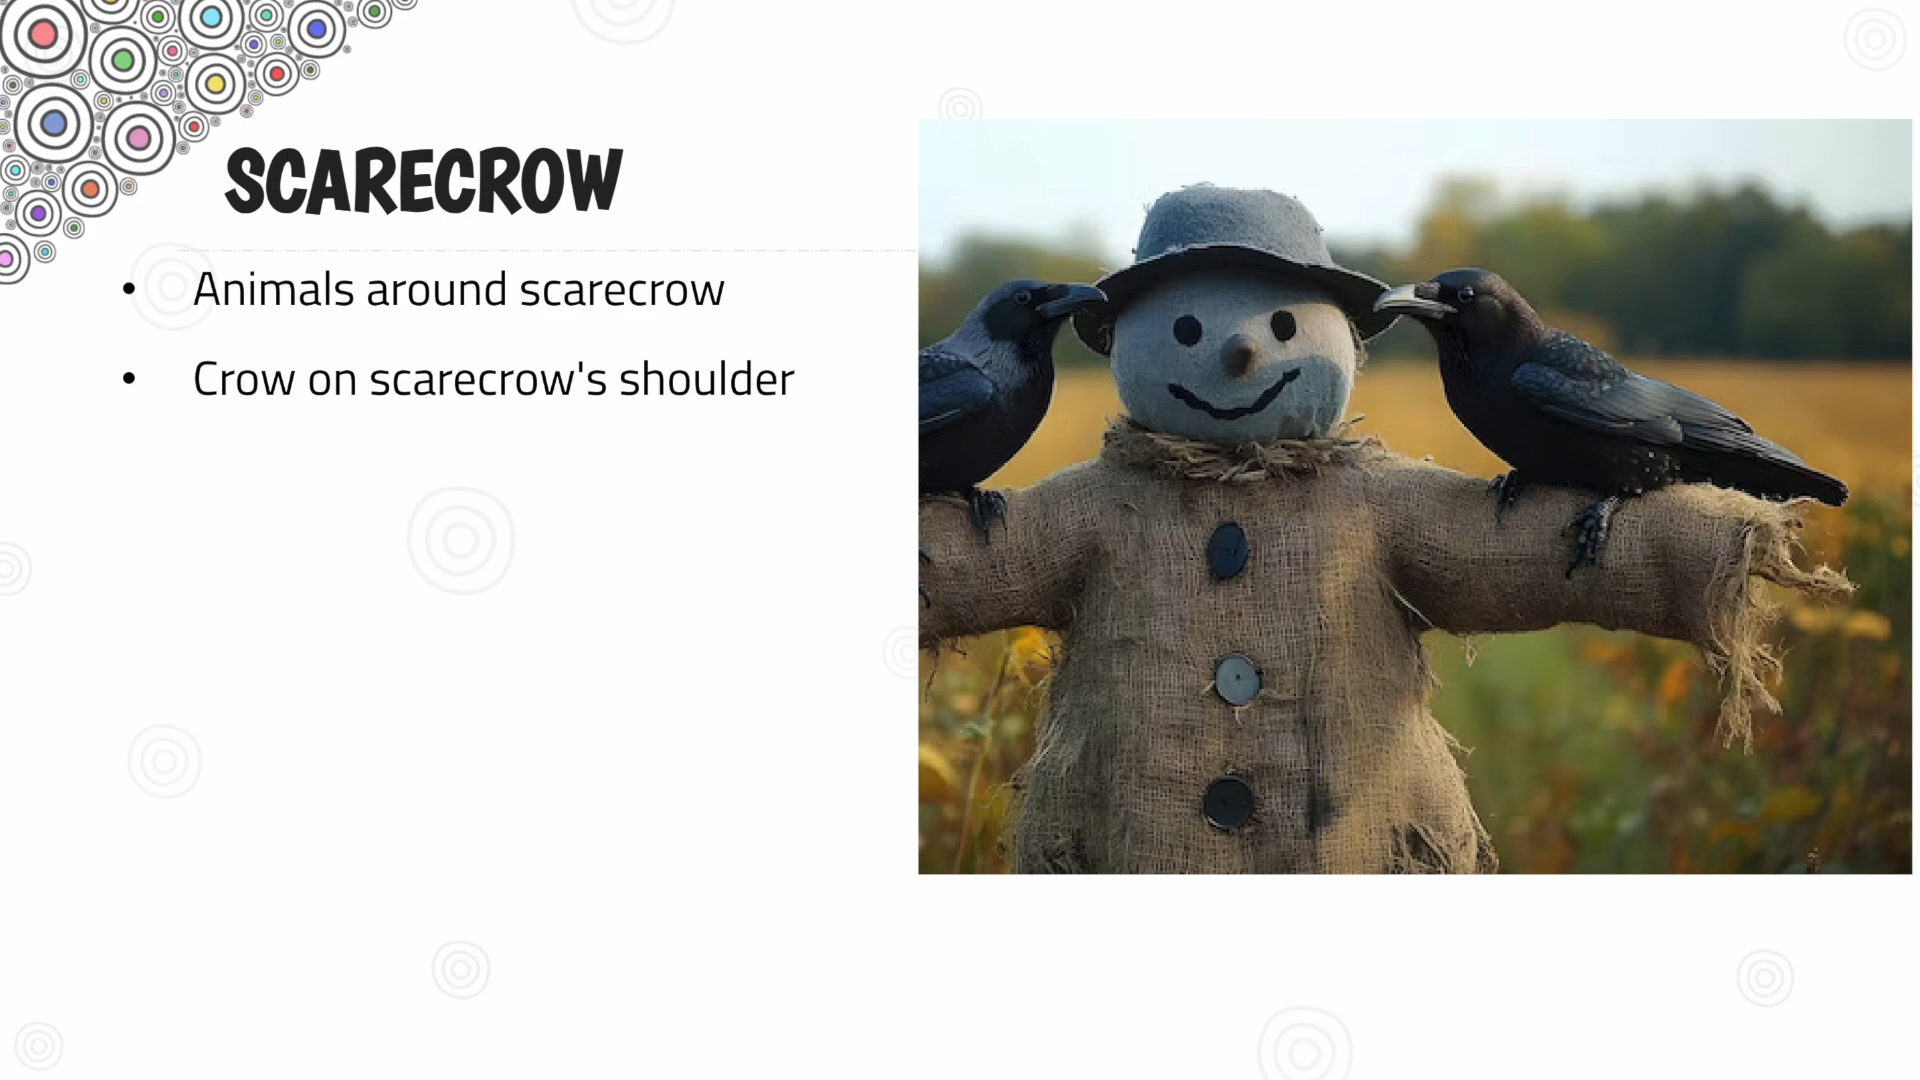 SCARECROW
• Animals around scarecrow
• Crow on scarecrow's shoulder